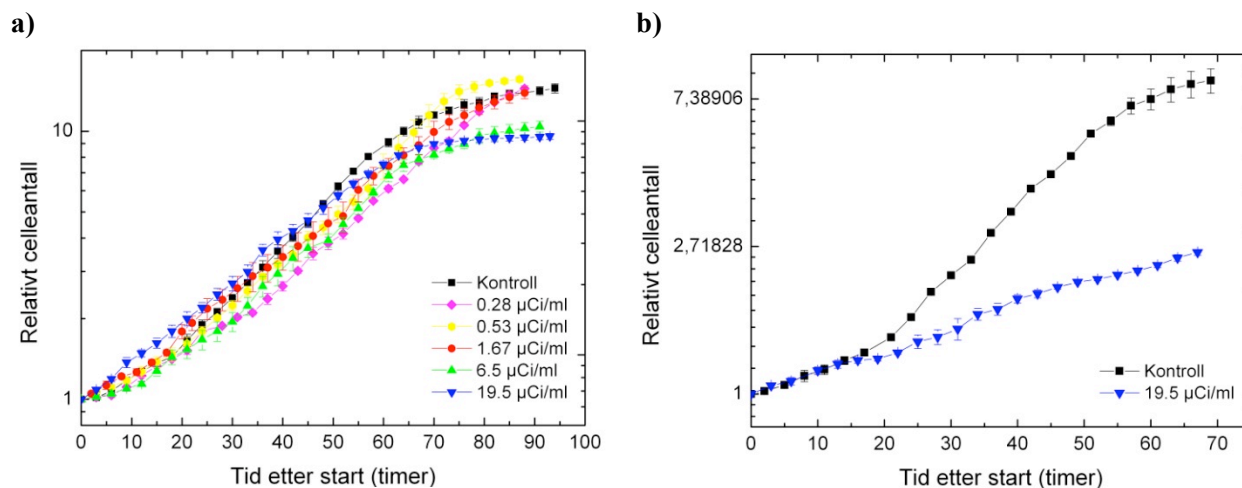 a)
Relativt celleantall
10
1
Kontroll
0.28 µCi/ml
0.53 µCi/ml
1.67 µCi/ml
6.5 µCi/ml
19.5 µCi/ml
0 10 20 30 40 50 60 70 80 90 100
Tid etter start (timer)
b)
Relativt celleantall
7,38906
2,71828
1
Kontroll
19.5 µCi/ml
0 10 20 30 40 50 60 70
Tid etter start (timer)